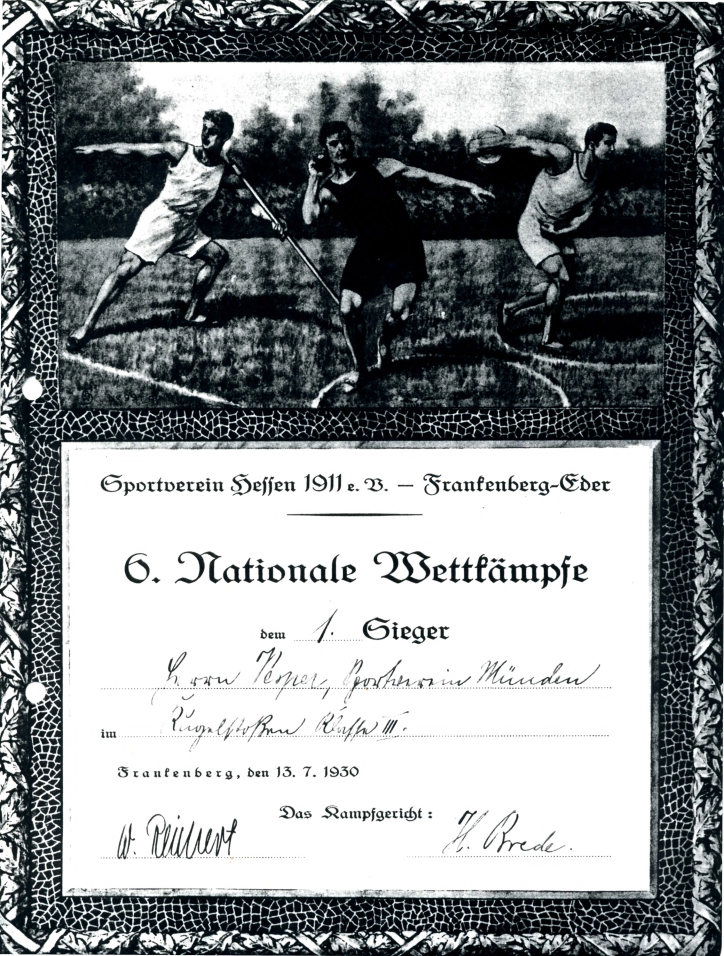 Sportverein Hessen 1911 e. V. — Frankenberg-Eder
6. Nationale Wettkämpfe
dem 1. Sieger
Herrn Sportverein Münden
im Kugelstoßen Klasse III.
Frankenberg, den 13. 7. 1930
Das Kampfgericht:
W. Reichert H. Brede.